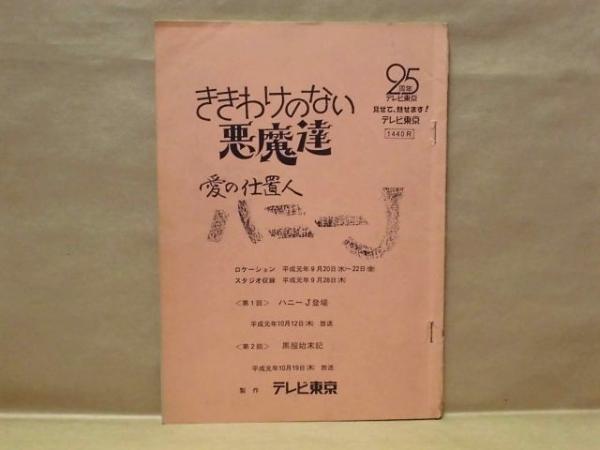 25
周年
テレビ東京
見せて、魅せます!
テレビ東京
1440R
ききわけのない
悪魔達
愛の仕置人
ハニーJ
ロケーション 平成元年9月20日(水)〜22日(金)
スタジオ収録 平成元年9月28日(木)
<第1回> ハニーJ登場
平成元年10月12日(木) 放送
<第2回> 黒服始末記
平成元年10月19日(木) 放送
製作 テレビ東京